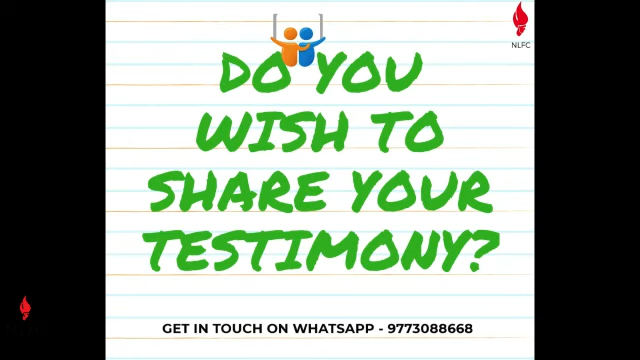 NLFC
DO YOU
WISH TO
SHARE YOUR
TESTIMONY?
GET IN TOUCH ON WHATSAPP - 9773088668